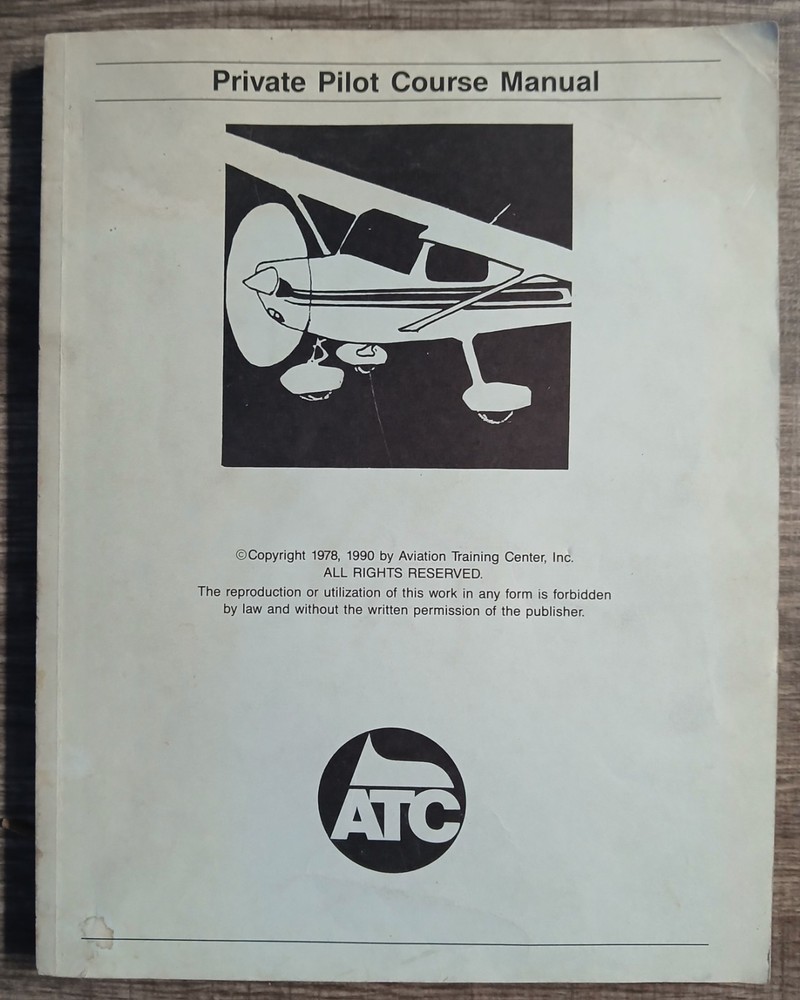 Private Pilot Course Manual
©Copyright 1978, 1990 by Aviation Training Center, Inc.
ALL RIGHTS RESERVED.
The reproduction or utilization of this work in any form is forbidden
by law and without the written permission of the publisher.
ATC